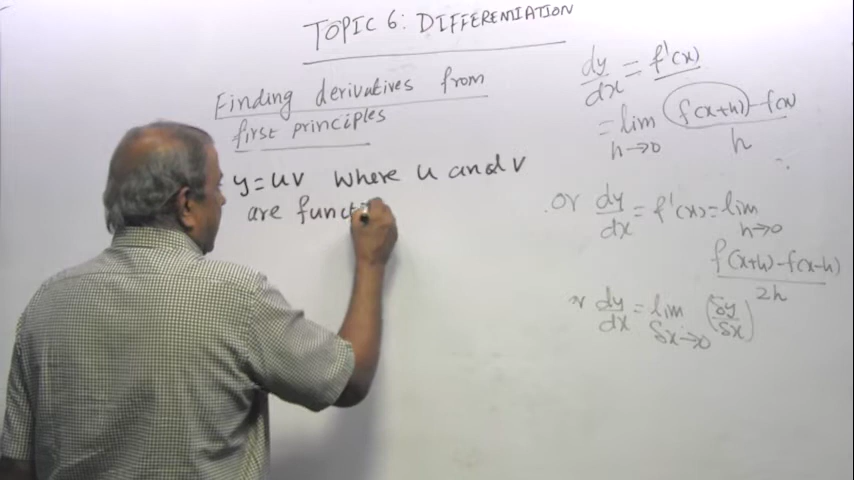 TOPIC 6: DIFFERENIATION
Finding derivatives from
first principles
y=uv where u and v
are funct
dy/dx = f'(x)
= lim h→0 f(x+h)-f(x) / h
or dy/dx = f'(x) = lim h→0
f(x+h)-f(x-h) / 2h
or dy/dx = lim δx→0 (δy/δx)